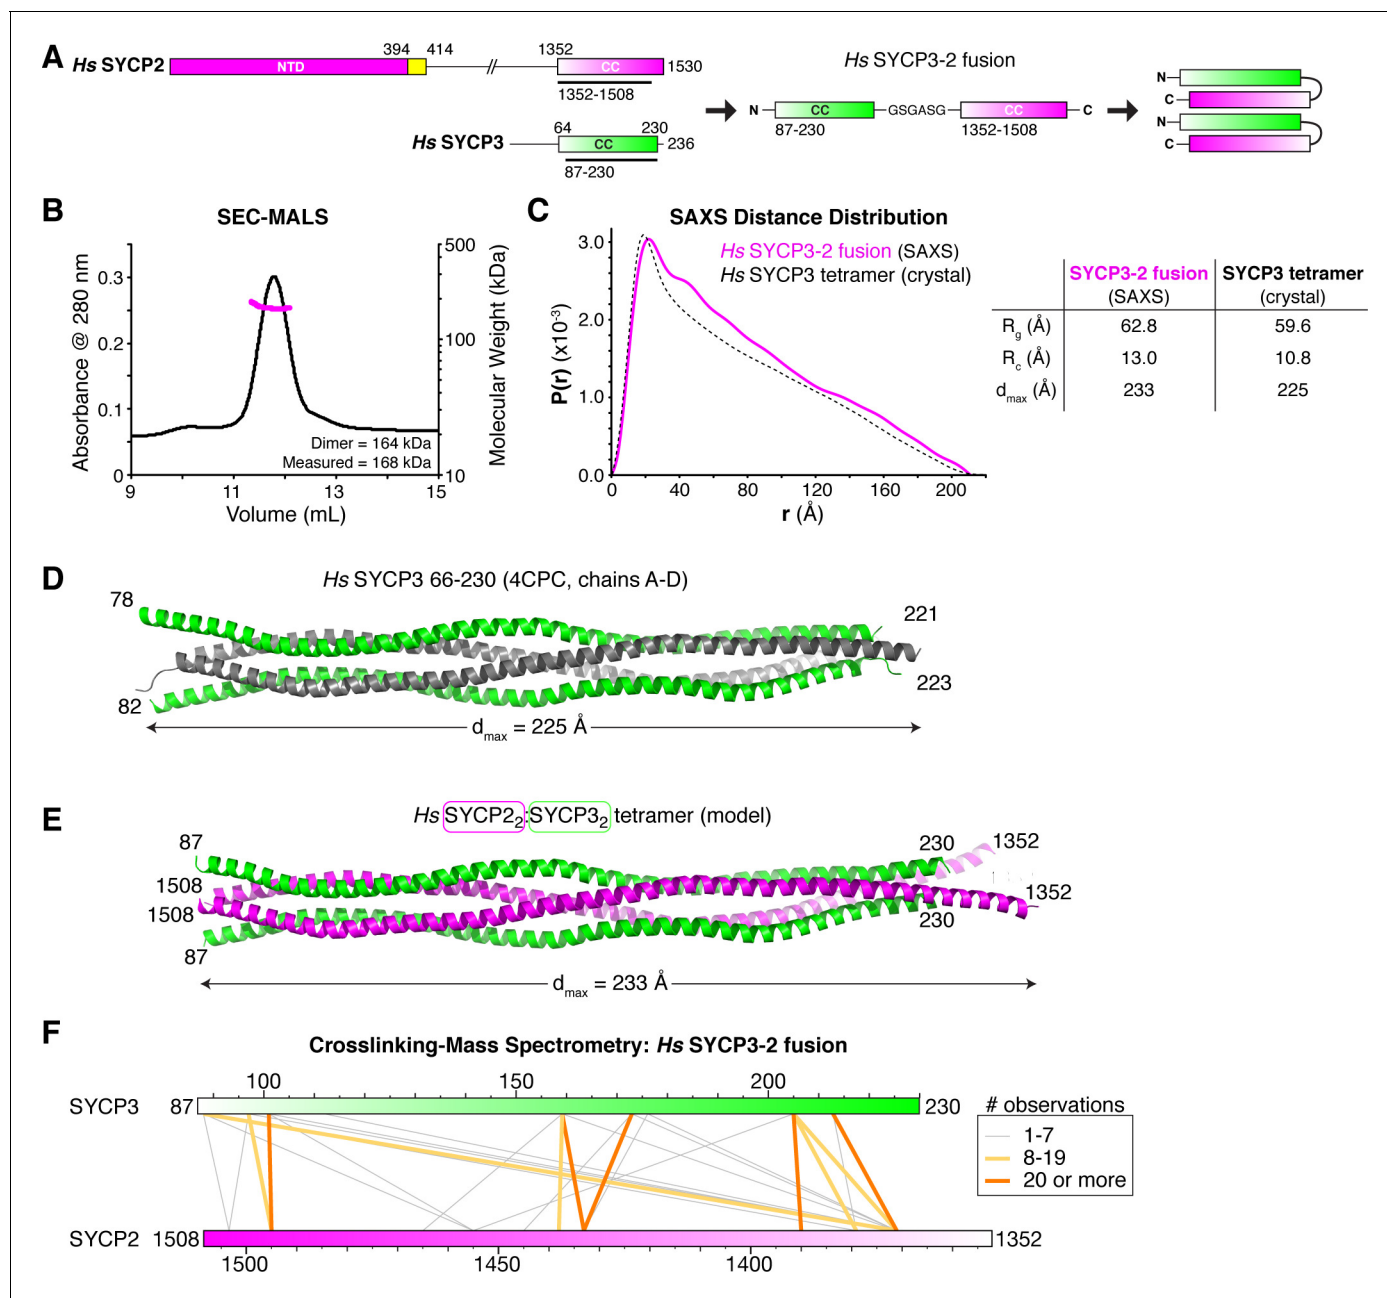 A
Hs SYCP2
NTD
394
414
1352
CC
1530
1352-1508
Hs SYCP3
64
CC
230
236
87-230
Hs SYCP3-2 fusion
N
CC
GSGASG
CC
C
87-230
1352-1508
N
C
N
C
B
SEC-MALS
Absorbance @ 280 nm
0.3
0.2
0.1
0
500
100
10
Molecular Weight (kDa)
Dimer = 164 kDa
Measured = 168 kDa
9
11
13
15
Volume (mL)
C
SAXS Distance Distribution
Hs SYCP3-2 fusion (SAXS)
Hs SYCP3 tetramer (crystal)
P(r) (x10-3)
3.0
2.0
1.0
0.0
0
40
80
120
160
200
r (Å)
SYCP3-2 fusion
SYCP3 tetramer
(SAXS)
(crystal)
Rg (Å) 62.8 59.6
Rc (Å) 13.0 10.8
dmax (Å) 233 225
D
Hs SYCP3 66-230 (4CPC, chains A-D)
78
221
82
223
dmax = 225 Å
E
Hs SYCP22:SYCP32 tetramer (model)
87
230
1352
1508
1508
1352
230
87
dmax = 233 Å
F
Crosslinking-Mass Spectrometry: Hs SYCP3-2 fusion
100
150
200
SYCP3
87
230
# observations
1-7
8-19
20 or more
SYCP2
1508
1352
1500
1450
1400